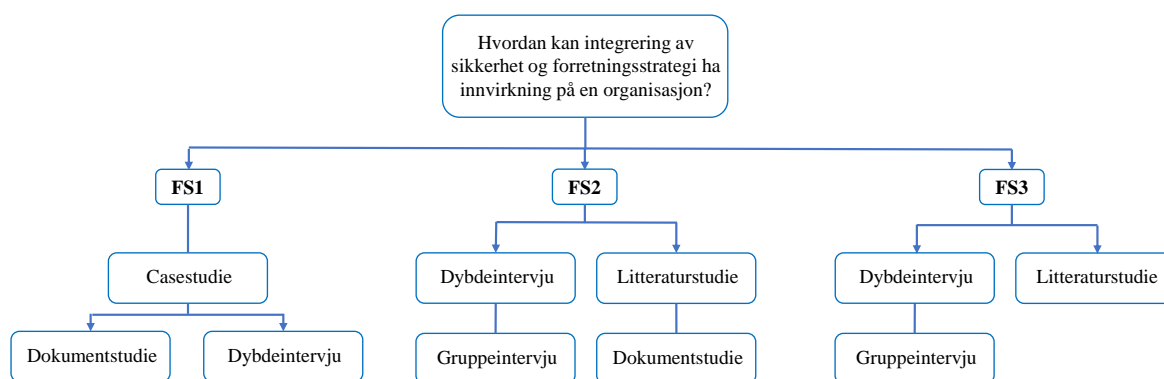 Hvordan kan integrering av
sikkerhet og forretningsstrategi ha
innvirkning på en organisasjon?
FS1
FS2
FS3
Casestudie
Dybdeintervju
Litteraturstudie
Dybdeintervju
Litteraturstudie
Dokumentstudie
Dybdeintervju
Gruppeintervju
Dokumentstudie
Gruppeintervju